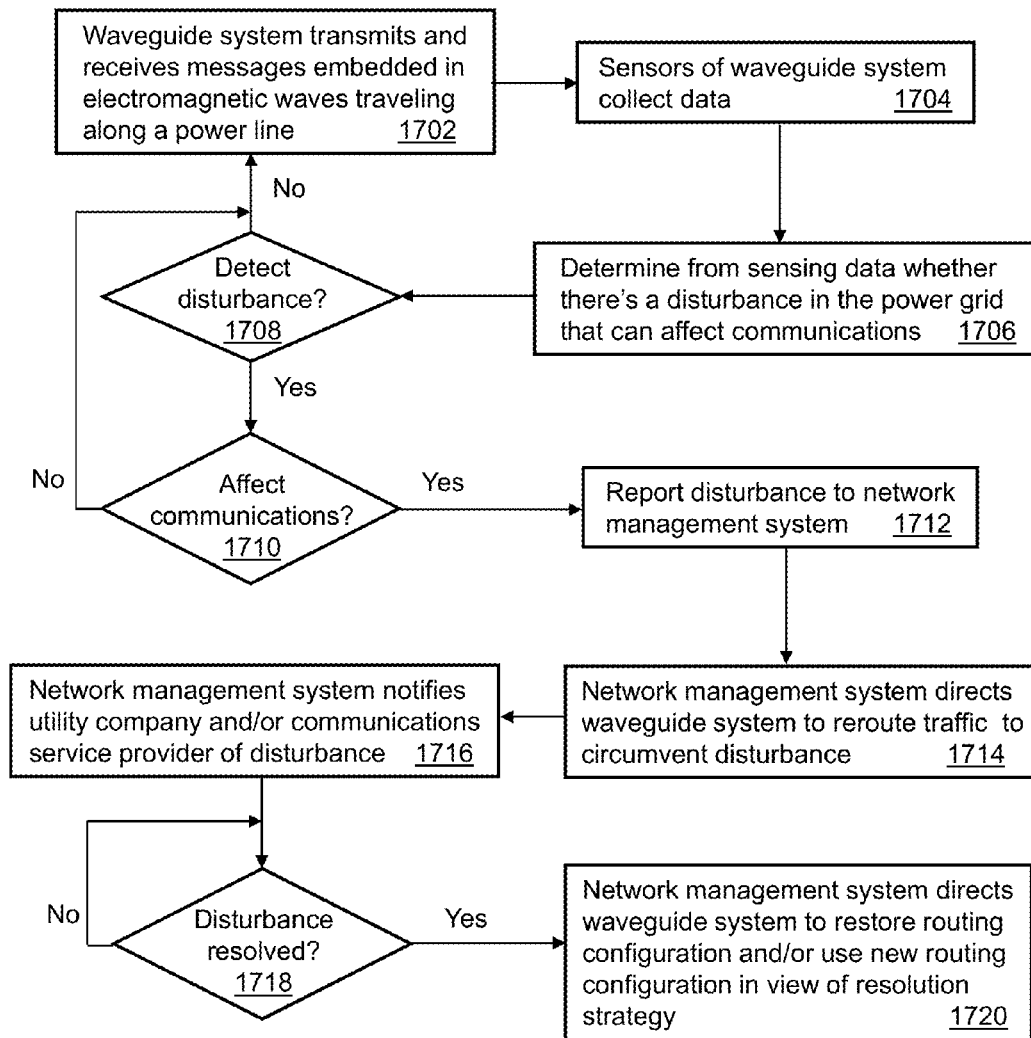 Waveguide system transmits and
receives messages embedded in
electromagnetic waves traveling
along a power line 1702
Sensors of waveguide system
collect data 1704
No
Detect
disturbance?
1708
Determine from sensing data whether
there's a disturbance in the power grid
that can affect communications 1706
Yes
No
Affect
communications?
1710
Yes
Report disturbance to network
management system 1712
Network management system notifies
utility company and/or communications
service provider of disturbance 1716
Network management system directs
waveguide system to reroute traffic to
circumvent disturbance 1714
No
Disturbance
resolved?
1718
Yes
Network management system directs
waveguide system to restore routing
configuration and/or use new routing
configuration in view of resolution
strategy 1720